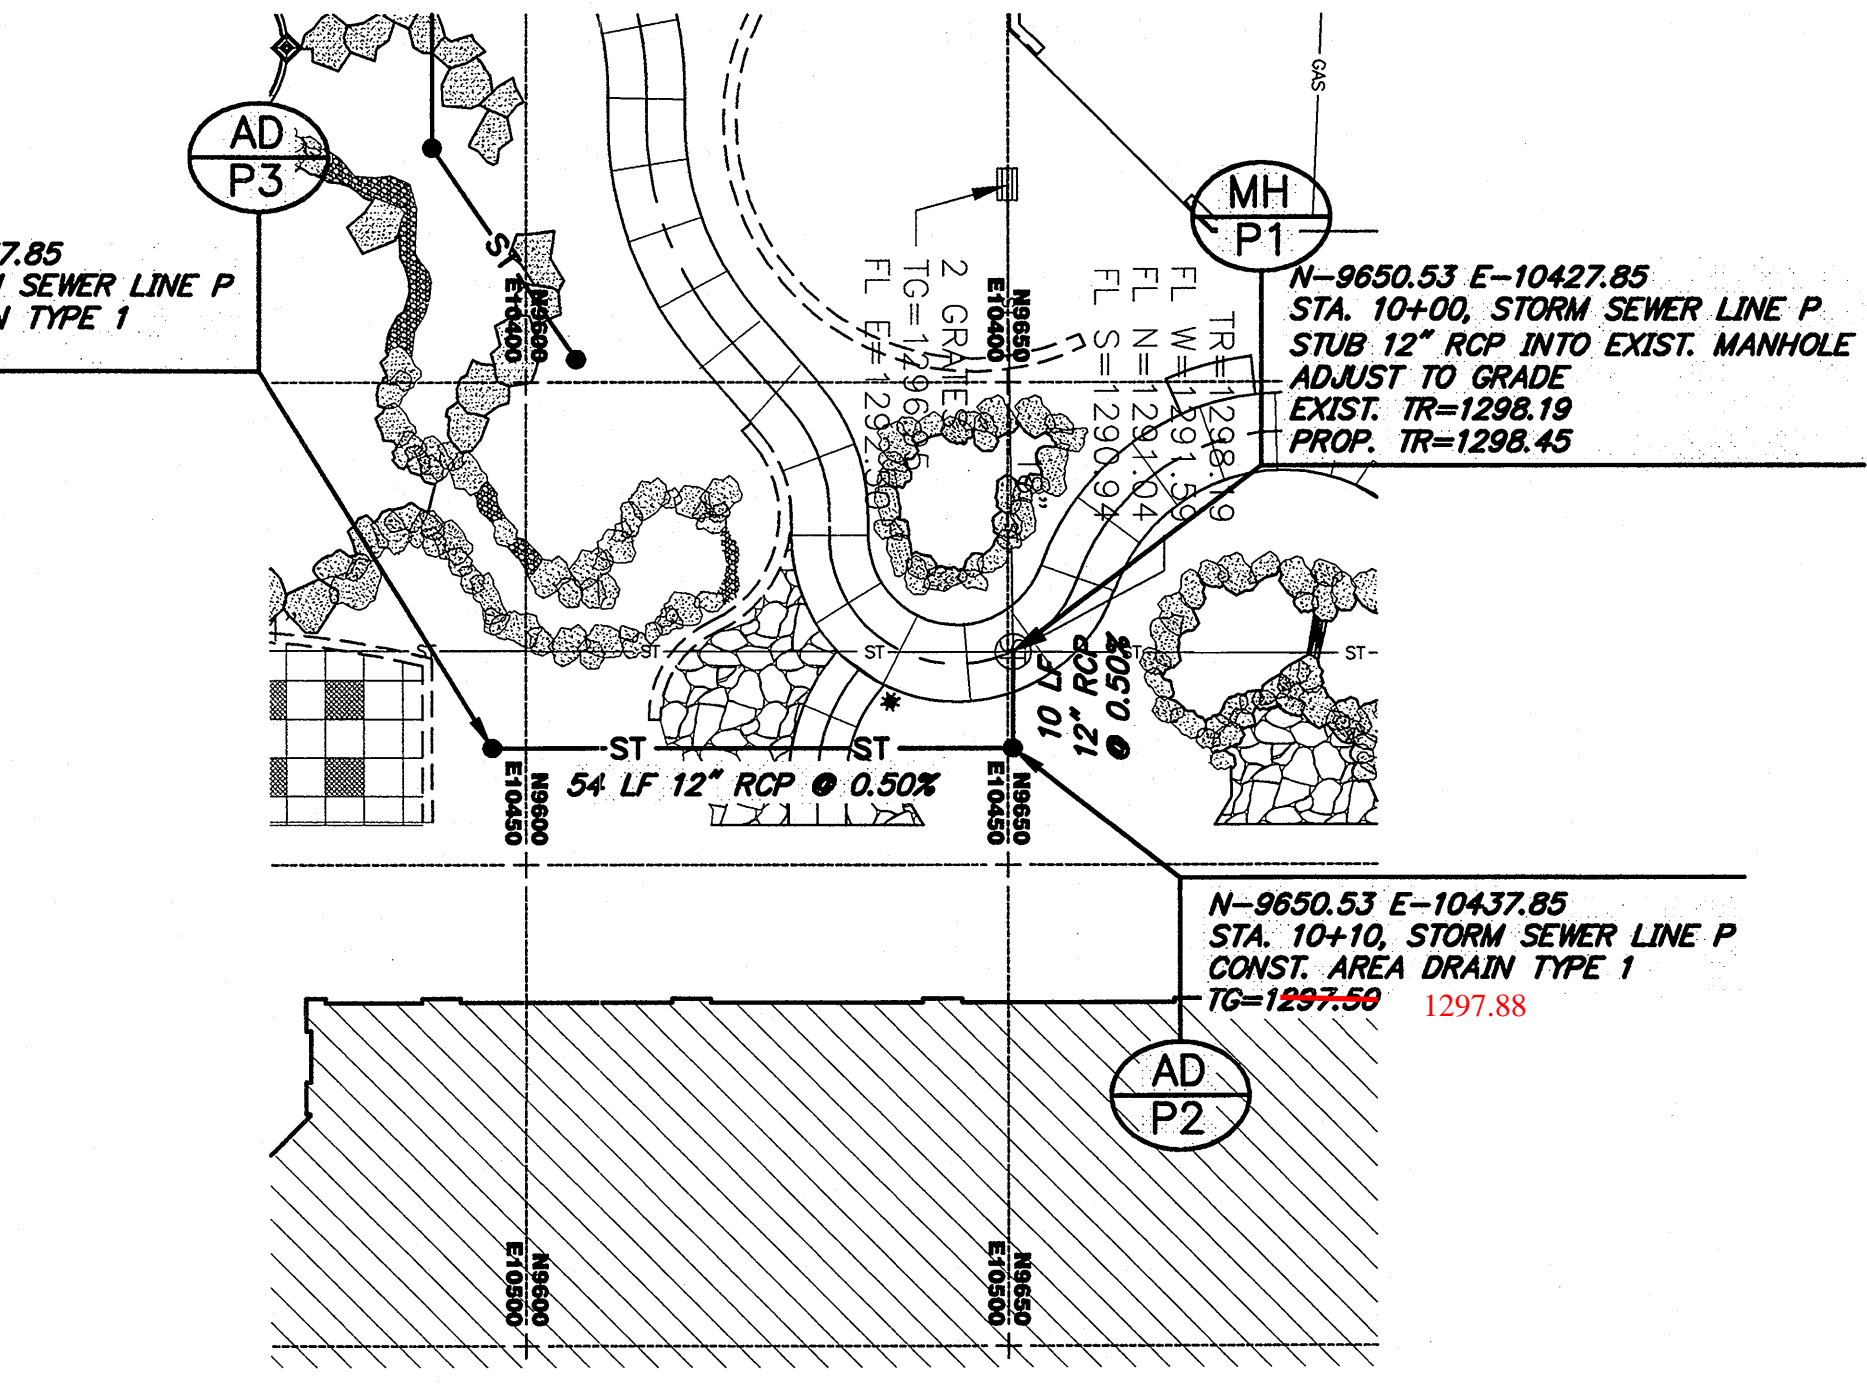 AD
P3
7.85
SEWER LINE P
N TYPE 1
ST
E10400
N9600
2 GRATES
FL E=1292.
GAS
E10400
N9650
TR=1298.19
FL W=1291.59
FL N=1291.04
FL S=1290.94
MH
P1
N-9650.53 E-10427.85
STA. 10+00, STORM SEWER LINE P
STUB 12" RCP INTO EXIST. MANHOLE
ADJUST TO GRADE
EXIST. TR=1298.19
PROP. TR=1298.45
ST
ST
ST
ST
ST
10 LF
12" RCP
@ 0.50%
ST
ST
54 LF 12" RCP @ 0.50%
E10450
N9600
E10450
N9650
N-9650.53 E-10437.85
STA. 10+10, STORM SEWER LINE P
CONST. AREA DRAIN TYPE 1
TG=1297.50 1297.88
AD
P2
E10500
N9600
E10500
N9650